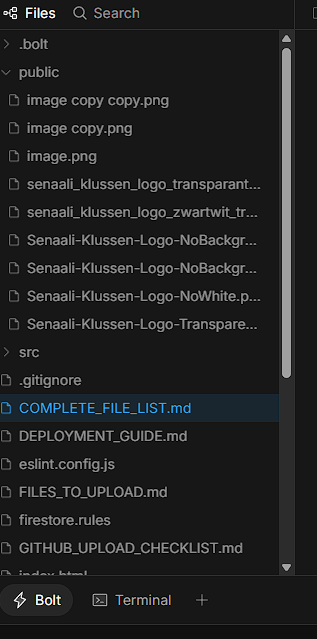 Files Search
.bolt
public
image copy copy.png
image copy.png
image.png
senaali_klussen_logo_transparant...
senaali_klussen_logo_zwartwit_tr...
Senaali-Klussen-Logo-NoBackgr...
Senaali-Klussen-Logo-NoBackgr...
Senaali-Klussen-Logo-NoWhite.p...
Senaali-Klussen-Logo-Transpare...
src
.gitignore
COMPLETE_FILE_LIST.md
DEPLOYMENT_GUIDE.md
eslint.config.js
FILES_TO_UPLOAD.md
firestore.rules
GITHUB_UPLOAD_CHECKLIST.md
index.html
Bolt Terminal +